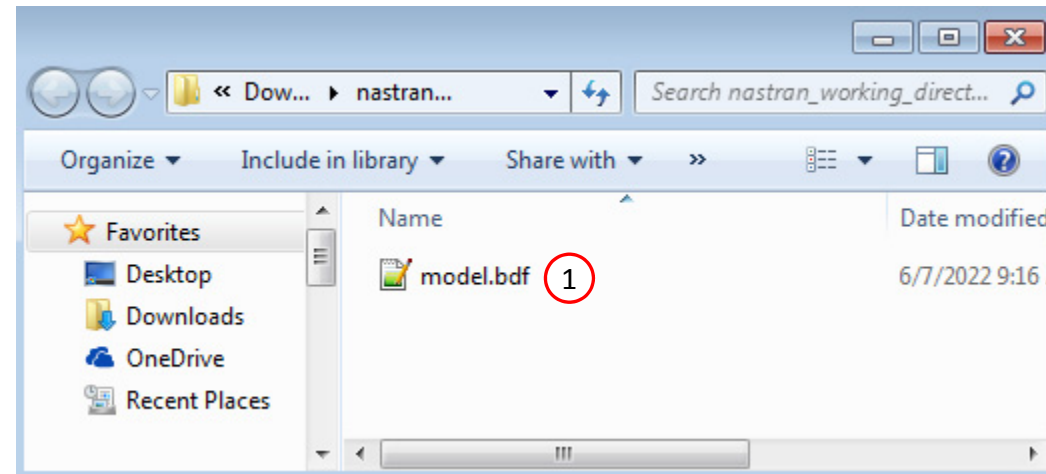 « Dow... ▸ nastran...
Search nastran_working_direct...
Organize
Include in library
Share with
»
Name
Date modified
Favorites
Desktop
Downloads
OneDrive
Recent Places
model.bdf
1
6/7/2022 9:16